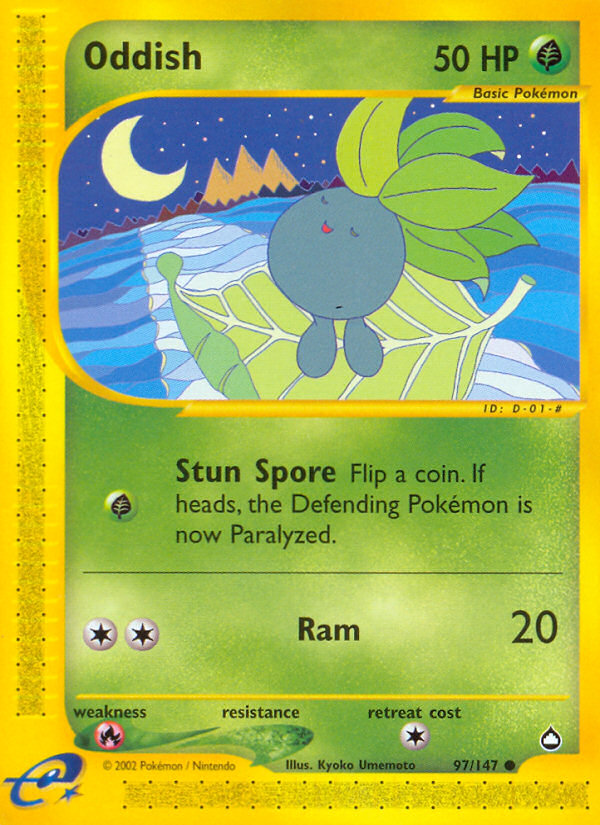 Oddish 50 HP
Basic Pokémon
ID: D-01-#
Stun Spore Flip a coin. If
heads, the Defending Pokémon is
now Paralyzed.
Ram 20
weakness resistance retreat cost
© 2002 Pokémon / Nintendo Illus. Kyoko Umemoto 97/147
e